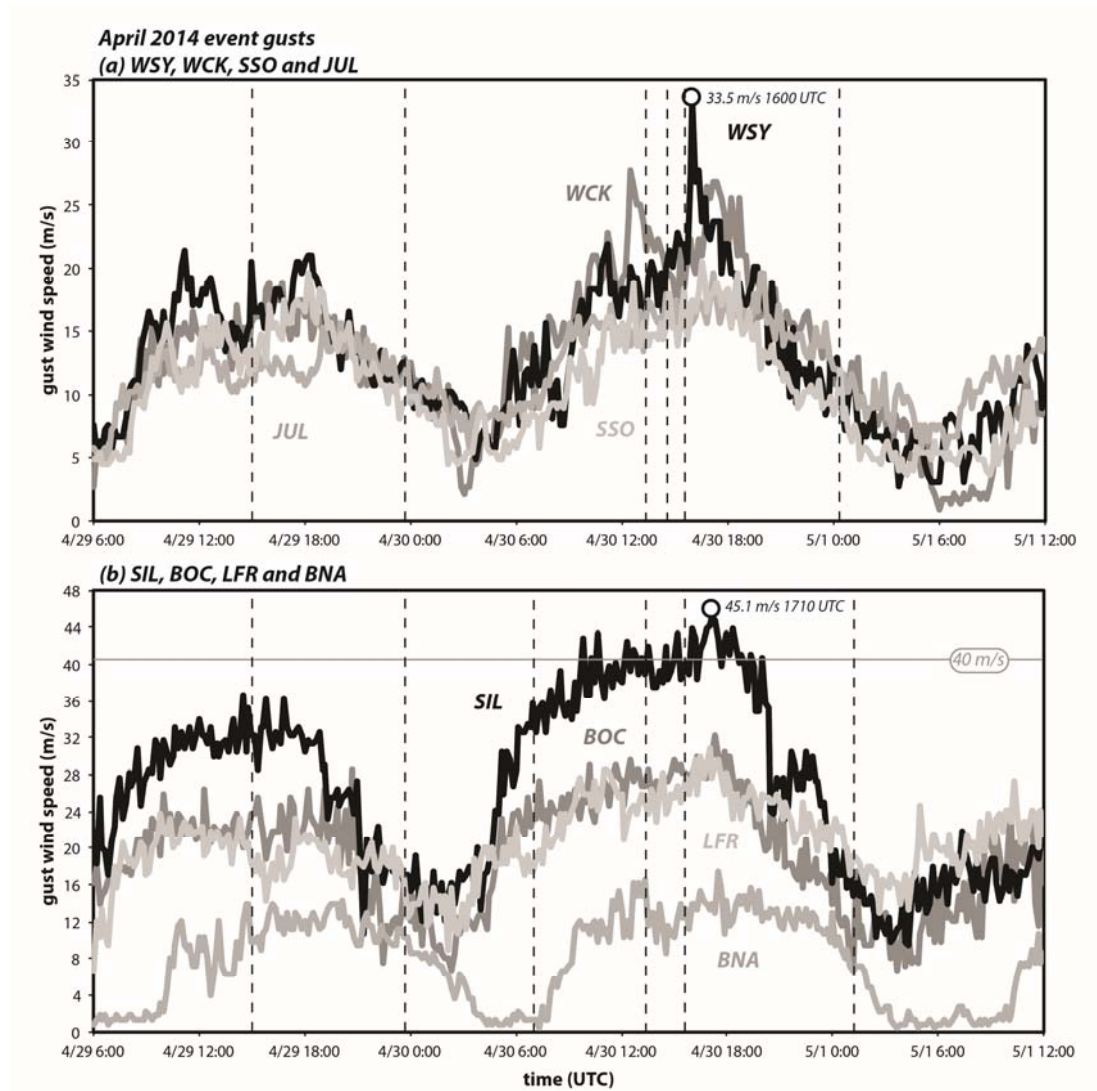 April 2014 event gusts
(a) WSY, WCK, SSO and JUL
35
30
25
20
15
10
5
0
gust wind speed (m/s)
33.5 m/s 1600 UTC
WSY
WCK
JUL
SSO
4/29 6:00 4/29 12:00 4/29 18:00 4/30 0:00 4/30 6:00 4/30 12:00 4/30 18:00 5/1 0:00 5/1 6:00 5/1 12:00
(b) SIL, BOC, LFR and BNA
48
44
40
36
32
28
24
20
16
12
8
4
0
gust wind speed (m/s)
45.1 m/s 1710 UTC
40 m/s
SIL
BOC
LFR
BNA
4/29 6:00 4/29 12:00 4/29 18:00 4/30 0:00 4/30 6:00 4/30 12:00 4/30 18:00 5/1 0:00 5/1 6:00 5/1 12:00
time (UTC)